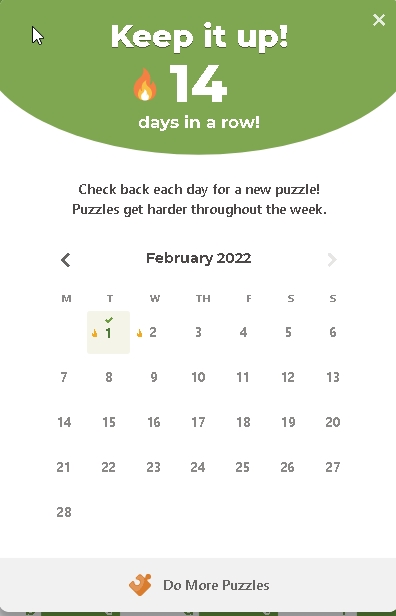 Keep it up!
14
days in a row!
Check back each day for a new puzzle!
Puzzles get harder throughout the week.
February 2022
M T W TH F S S
1 2 3 4 5 6
7 8 9 10 11 12 13
14 15 16 17 18 19 20
21 22 23 24 25 26 27
28
Do More Puzzles